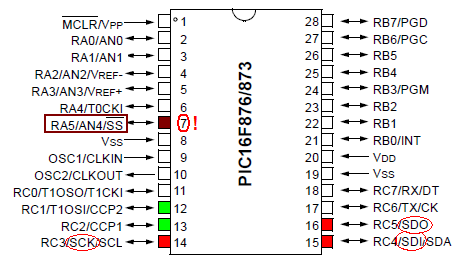 MCLR/VPP 1 28 RB7/PGD
RA0/AN0 2 27 RB6/PGC
RA1/AN1 3 26 RB5
RA2/AN2/VREF- 4 25 RB4
RA3/AN3/VREF+ 5 24 RB3/PGM
RA4/T0CKI 6 23 RB2
RA5/AN4/SS 7! 22 RB1
VSS 8 21 RB0/INT
OSC1/CLKIN 9 20 VDD
OSC2/CLKOUT 10 19 VSS
RC0/T1OSO/T1CKI 11 18 RC7/RX/DT
RC1/T1OSI/CCP2 12 17 RC6/TX/CK
RC2/CCP1 13 16 RC5/SDO
RC3/SCK/SCL 14 15 RC4/SDI/SDA
PIC16F876/873